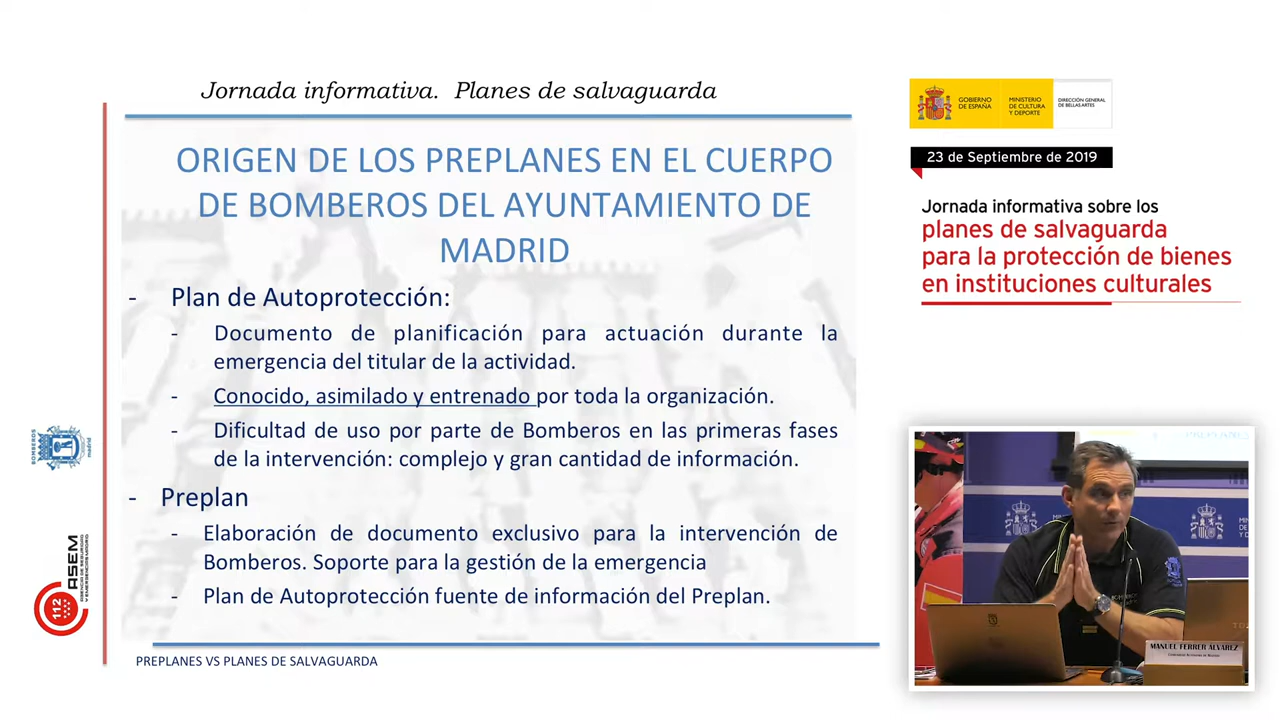 Jornada informativa. Planes de salvaguarda
ORIGEN DE LOS PREPLANES EN EL CUERPO
DE BOMBEROS DEL AYUNTAMIENTO DE
MADRID
- Plan de Autoprotección:
- Documento de planificación para actuación durante la
emergencia del titular de la actividad.
- Conocido, asimilado y entrenado por toda la organización.
- Dificultad de uso por parte de Bomberos en las primeras fases
de la intervención: complejo y gran cantidad de información.
- Preplan
- Elaboración de documento exclusivo para la intervención de
Bomberos. Soporte para la gestión de la emergencia
- Plan de Autoprotección fuente de información del Preplan.
PREPLANES VS PLANES DE SALVAGUARDA
BOMBEROS
madrid
112
ASEM
GOBIERNO
DE ESPAÑA
MINISTERIO
DE CULTURA
Y DEPORTE
DIRECCIÓN GENERAL
DE BELLAS ARTES
23 de Septiembre de 2019
Jornada informativa sobre los
planes de salvaguarda
para la protección de bienes
en instituciones culturales
MANUEL FERRER ÁLVAREZ